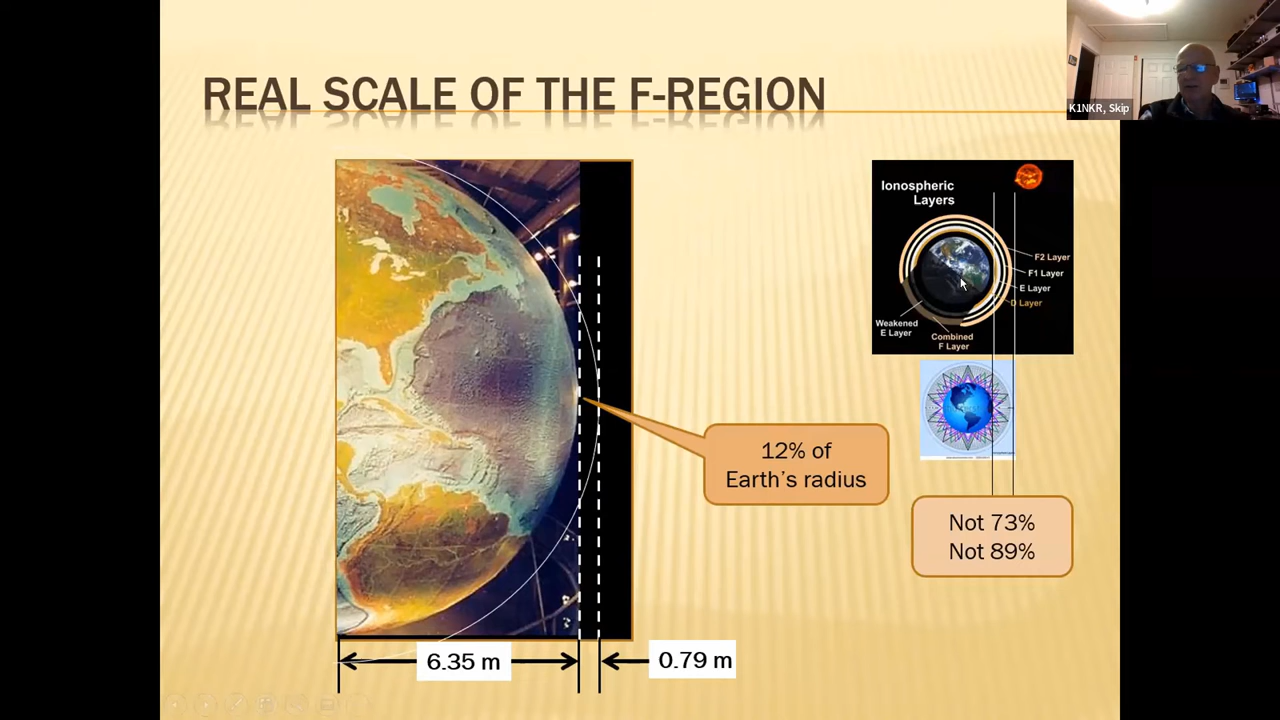 REAL SCALE OF THE F-REGION
K1NKR, Skip
Ionospheric
Layers
F2 Layer
F1 Layer
E Layer
D Layer
Weakened
E Layer
Combined
F Layer
12% of
Earth's radius
Not 73%
Not 89%
6.35 m
0.79 m